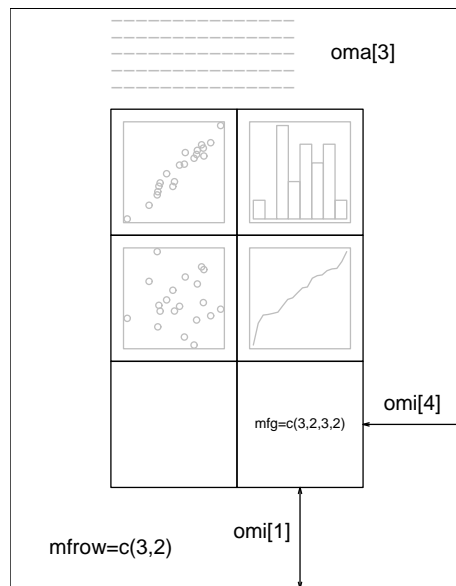 oma[3]
mfg=c(3,2,3,2)
omi[4]
omi[1]
mfrow=c(3,2)